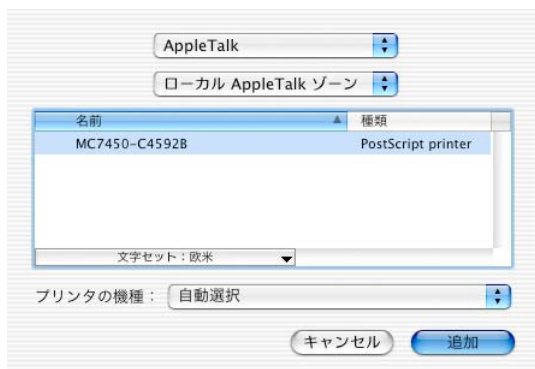 AppleTalk
ローカル AppleTalk ゾーン
名前 種類
MC7450-C4592B PostScript printer
文字セット：欧米
プリンタの機種： 自動選択
キャンセル 追加